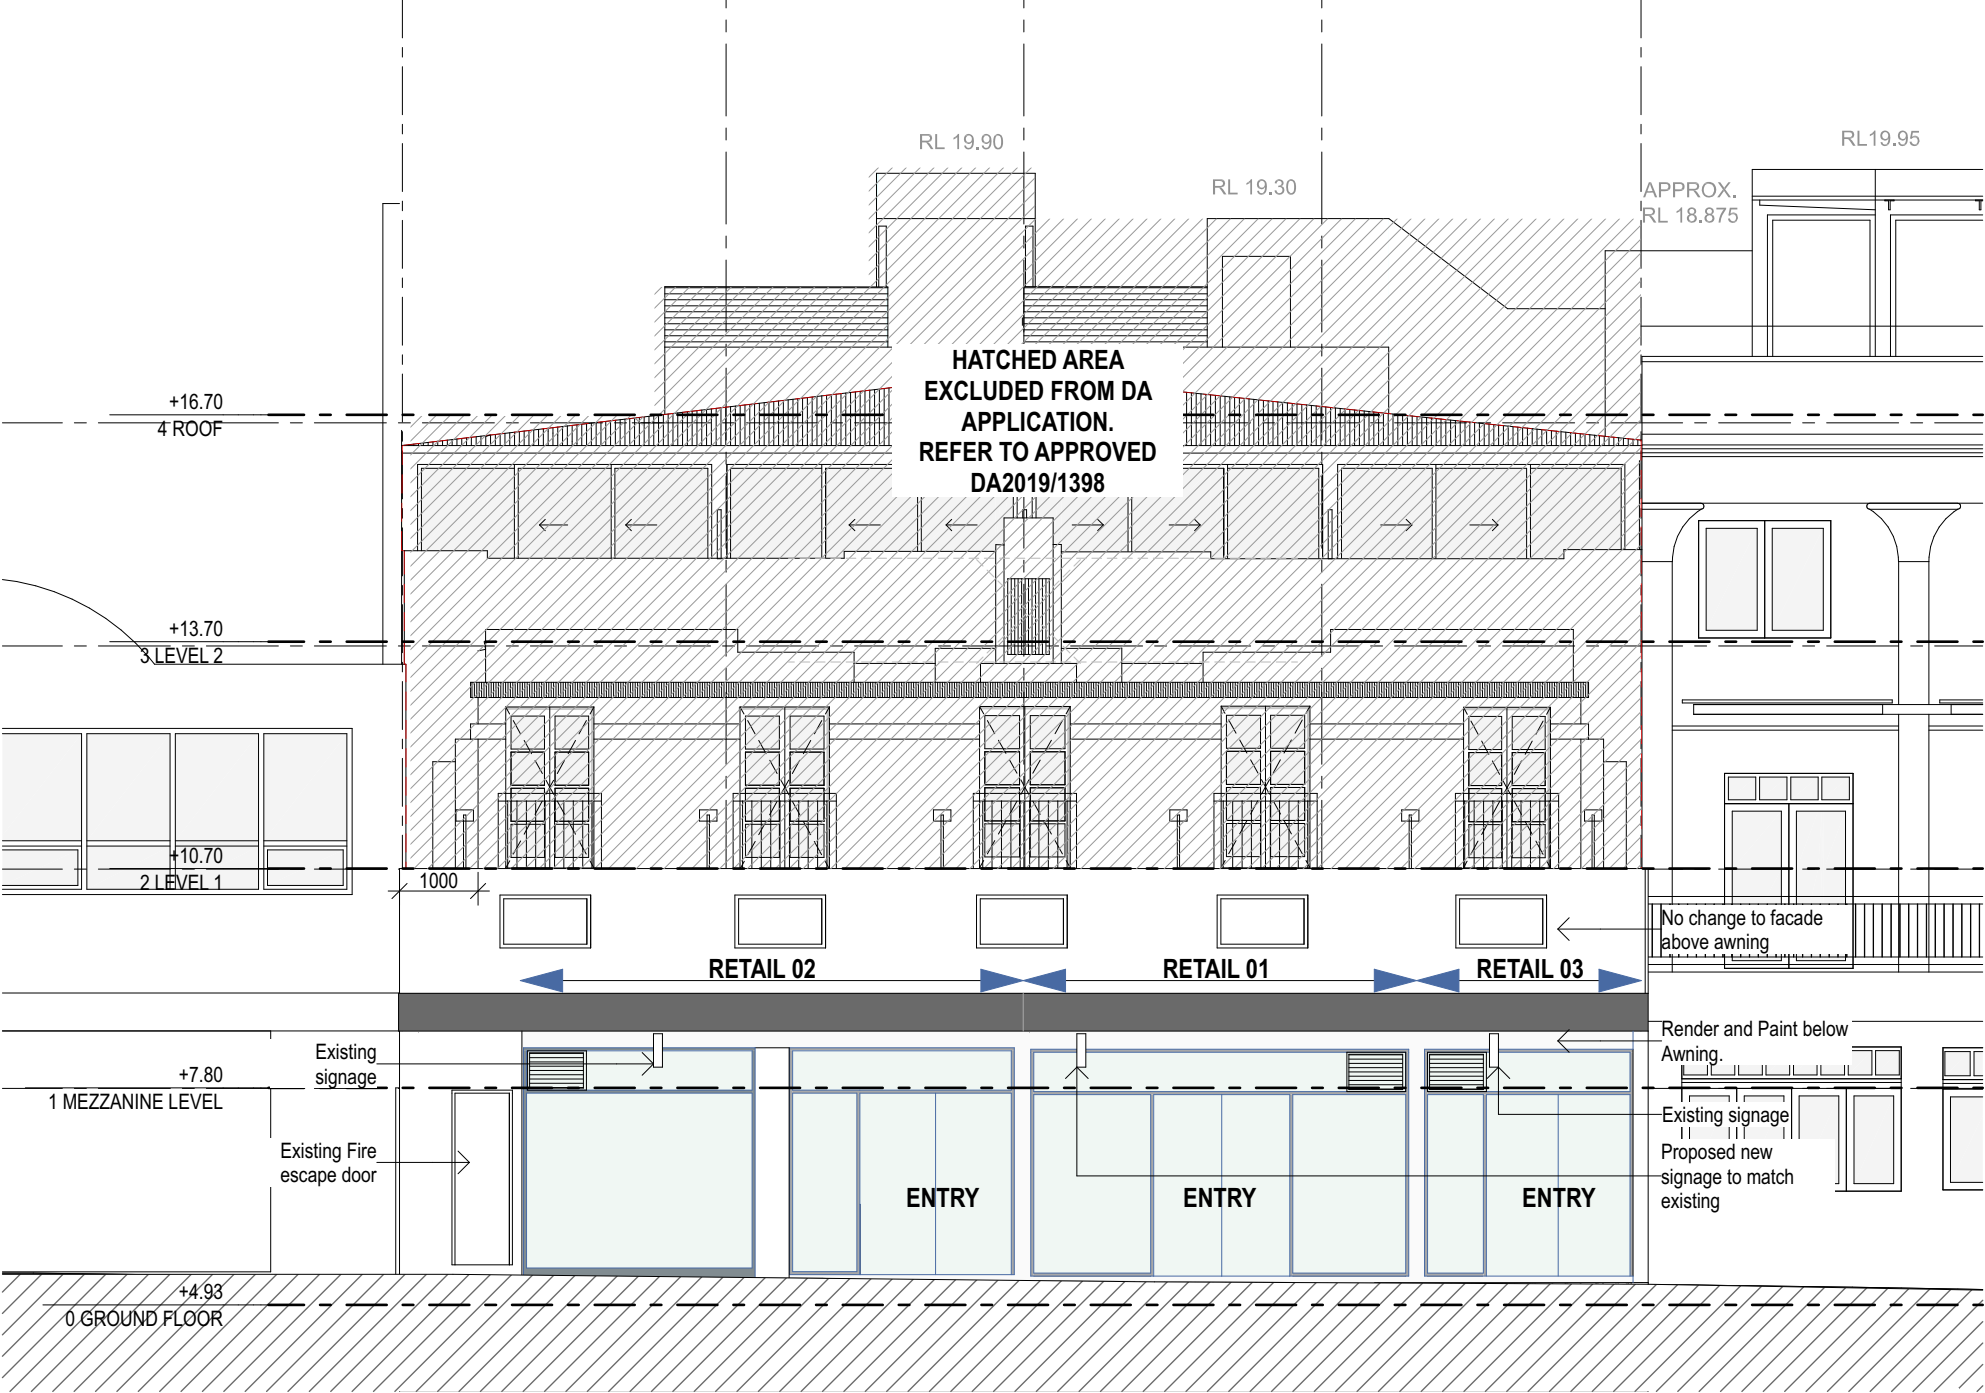 RL 19.90
RL19.95
RL 19.30
APPROX.
RL 18.875
HATCHED AREA
EXCLUDED FROM DA
APPLICATION.
REFER TO APPROVED
DA2019/1398
+16.70
4 ROOF
+13.70
3 LEVEL 2
+10.70
2 LEVEL 1
1000
No change to facade
above awning
RETAIL 02
RETAIL 01
RETAIL 03
Existing
signage
Render and Paint below
Awning.
+7.80
1 MEZZANINE LEVEL
Existing signage
Existing Fire
escape door
Proposed new
signage to match
existing
ENTRY
ENTRY
ENTRY
+4.93
0 GROUND FLOOR